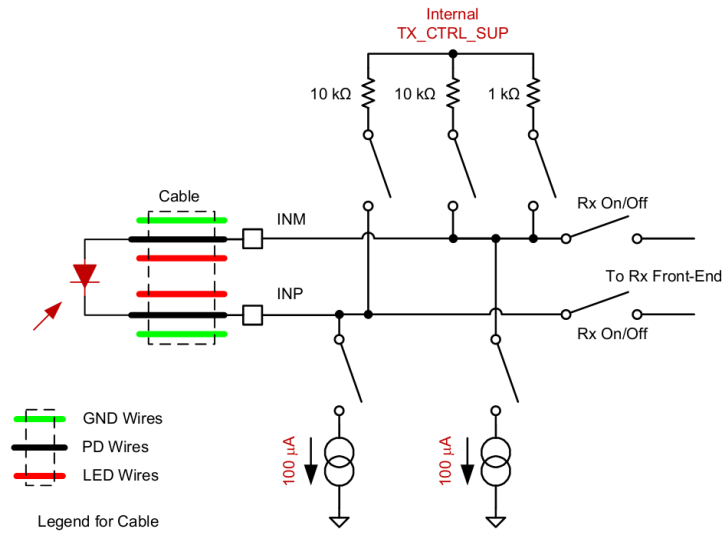 Internal
TX_CTRL_SUP
10 kΩ
10 kΩ
1 kΩ
Cable
INM
Rx On/Off
INP
To Rx Front-End
Rx On/Off
100 µA
100 µA
GND Wires
PD Wires
LED Wires
Legend for Cable